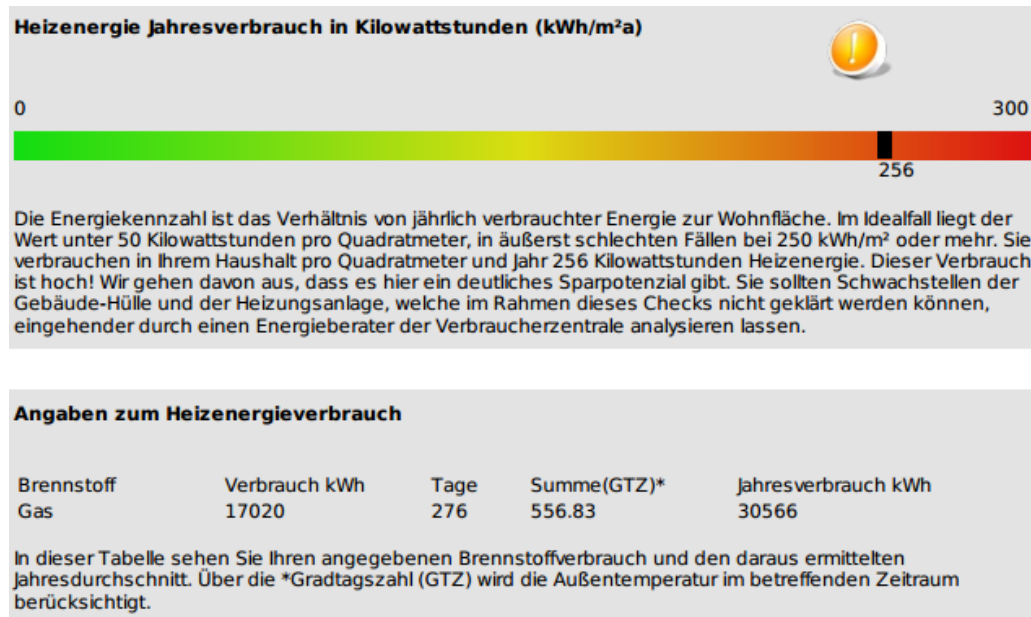 Heizenergie Jahresverbrauch in Kilowattstunden (kWh/m²a)
0 300
256
Die Energiekennzahl ist das Verhältnis von jährlich verbrauchter Energie zur Wohnfläche. Im Idealfall liegt der
Wert unter 50 Kilowattstunden pro Quadratmeter, in äußerst schlechten Fällen bei 250 kWh/m² oder mehr. Sie
verbrauchen in Ihrem Haushalt pro Quadratmeter und Jahr 256 Kilowattstunden Heizenergie. Dieser Verbrauch
ist hoch! Wir gehen davon aus, dass es hier ein deutliches Sparpotenzial gibt. Sie sollten Schwachstellen der
Gebäude-Hülle und der Heizungsanlage, welche im Rahmen dieses Checks nicht geklärt werden können,
eingehender durch einen Energieberater der Verbraucherzentrale analysieren lassen.
Angaben zum Heizenergieverbrauch
Brennstoff Verbrauch kWh Tage Summe(GTZ)* Jahresverbrauch kWh
Gas 17020 276 556.83 30566
In dieser Tabelle sehen Sie Ihren angegebenen Brennstoffverbrauch und den daraus ermittelten
Jahresdurchschnitt. Über die *Gradtagszahl (GTZ) wird die Außentemperatur im betreffenden Zeitraum
berücksichtigt.